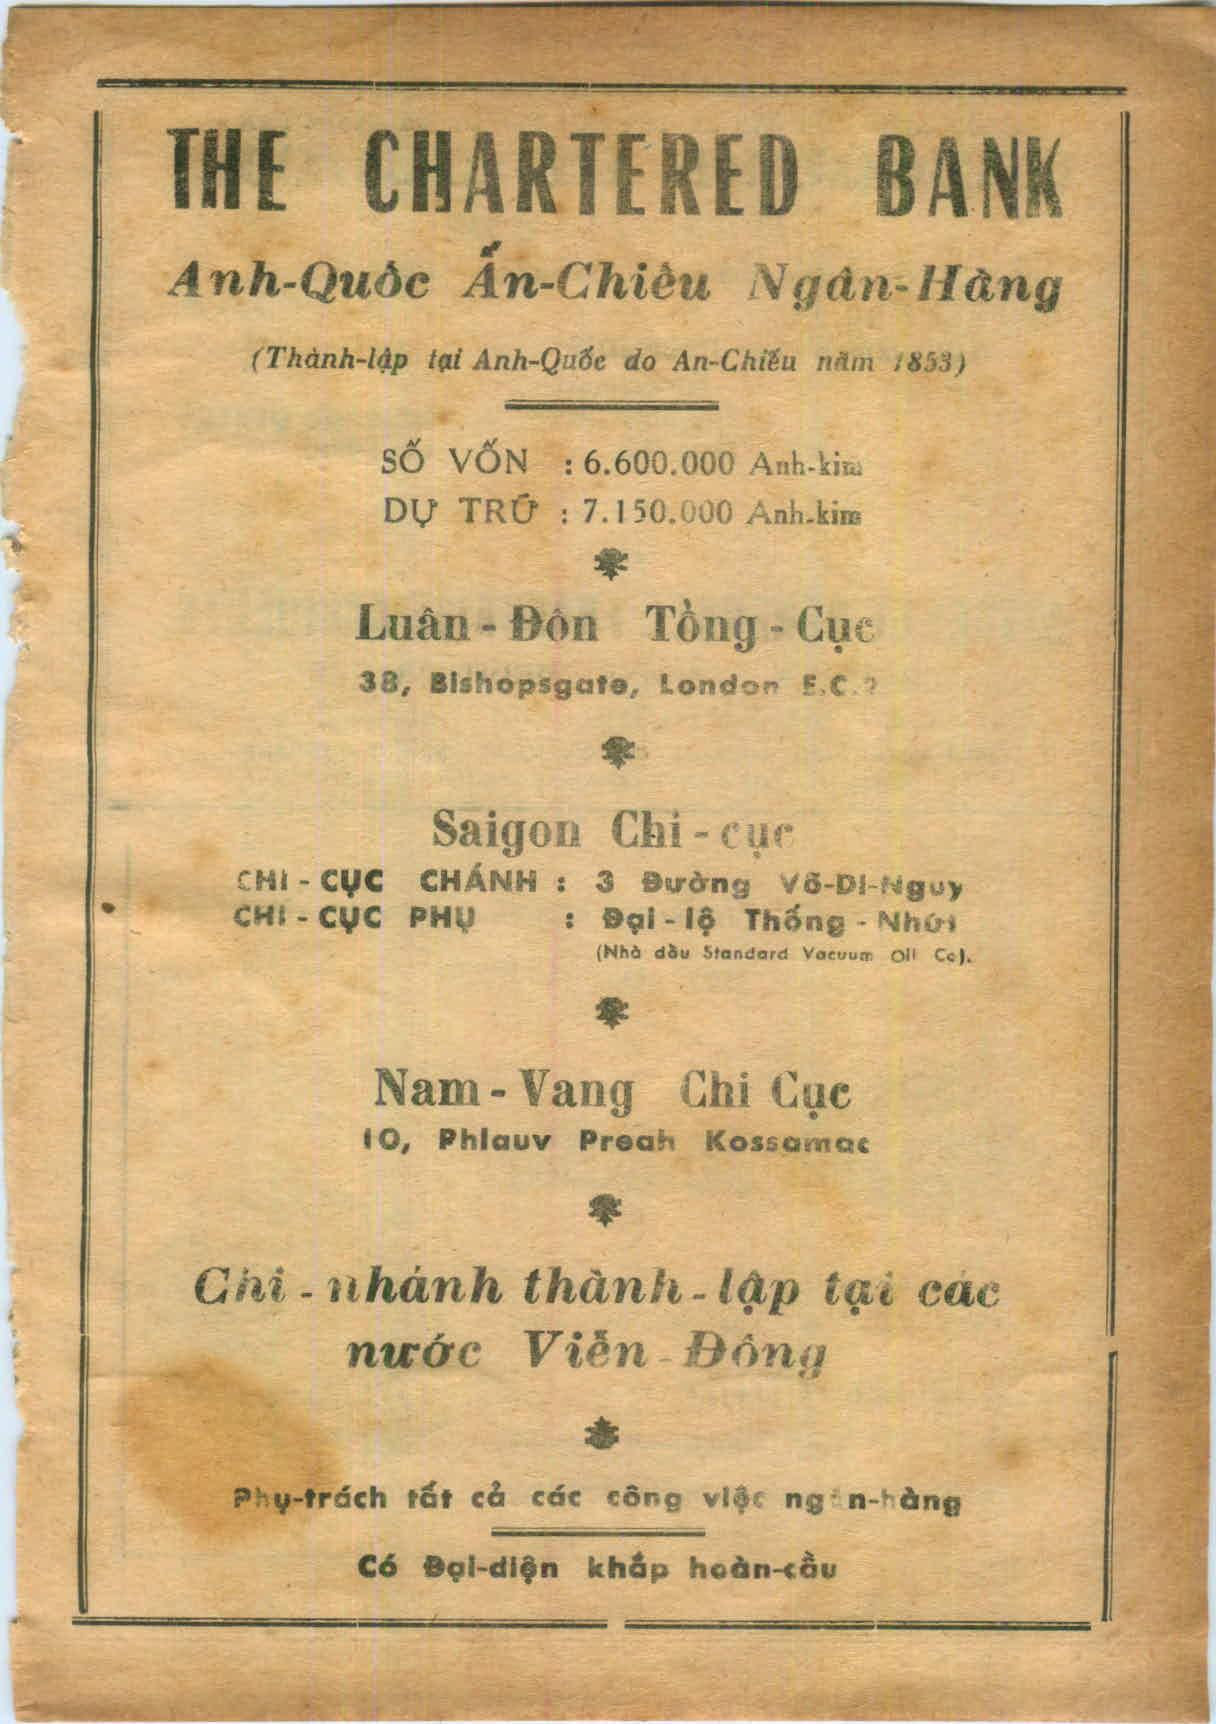 THE CHARTERED BANK
Anh-Quốc Ấn-Chiếu Ngân-Hàng
(Thành-lập tại Anh-Quốc do An-Chiếu năm 1853)
SỐ VỐN : 6.600.000 Anh-kim
DỰ TRỮ : 7.150.000 Anh-kim
Luân-Đôn Tổng-Cục
38, Bishopsgate, London E.C.2
Saigon Chi-cục
CHI-CỤC CHÁNH : 3 Đường Võ-Di-Nguy
CHI-CỤC PHỤ : Đại-lộ Thống-Nhứt
(Nhà dầu Standard Vacuum Oil Co).
Nam-Vang Chi Cục
10, Phlauv Preah Kossamac
Chi-nhánh thành-lập tại các
nước Viễn-Đông
Phụ-trách tất cả các công việc ngân-hàng
Có Đại-diện khắp hoàn-cầu